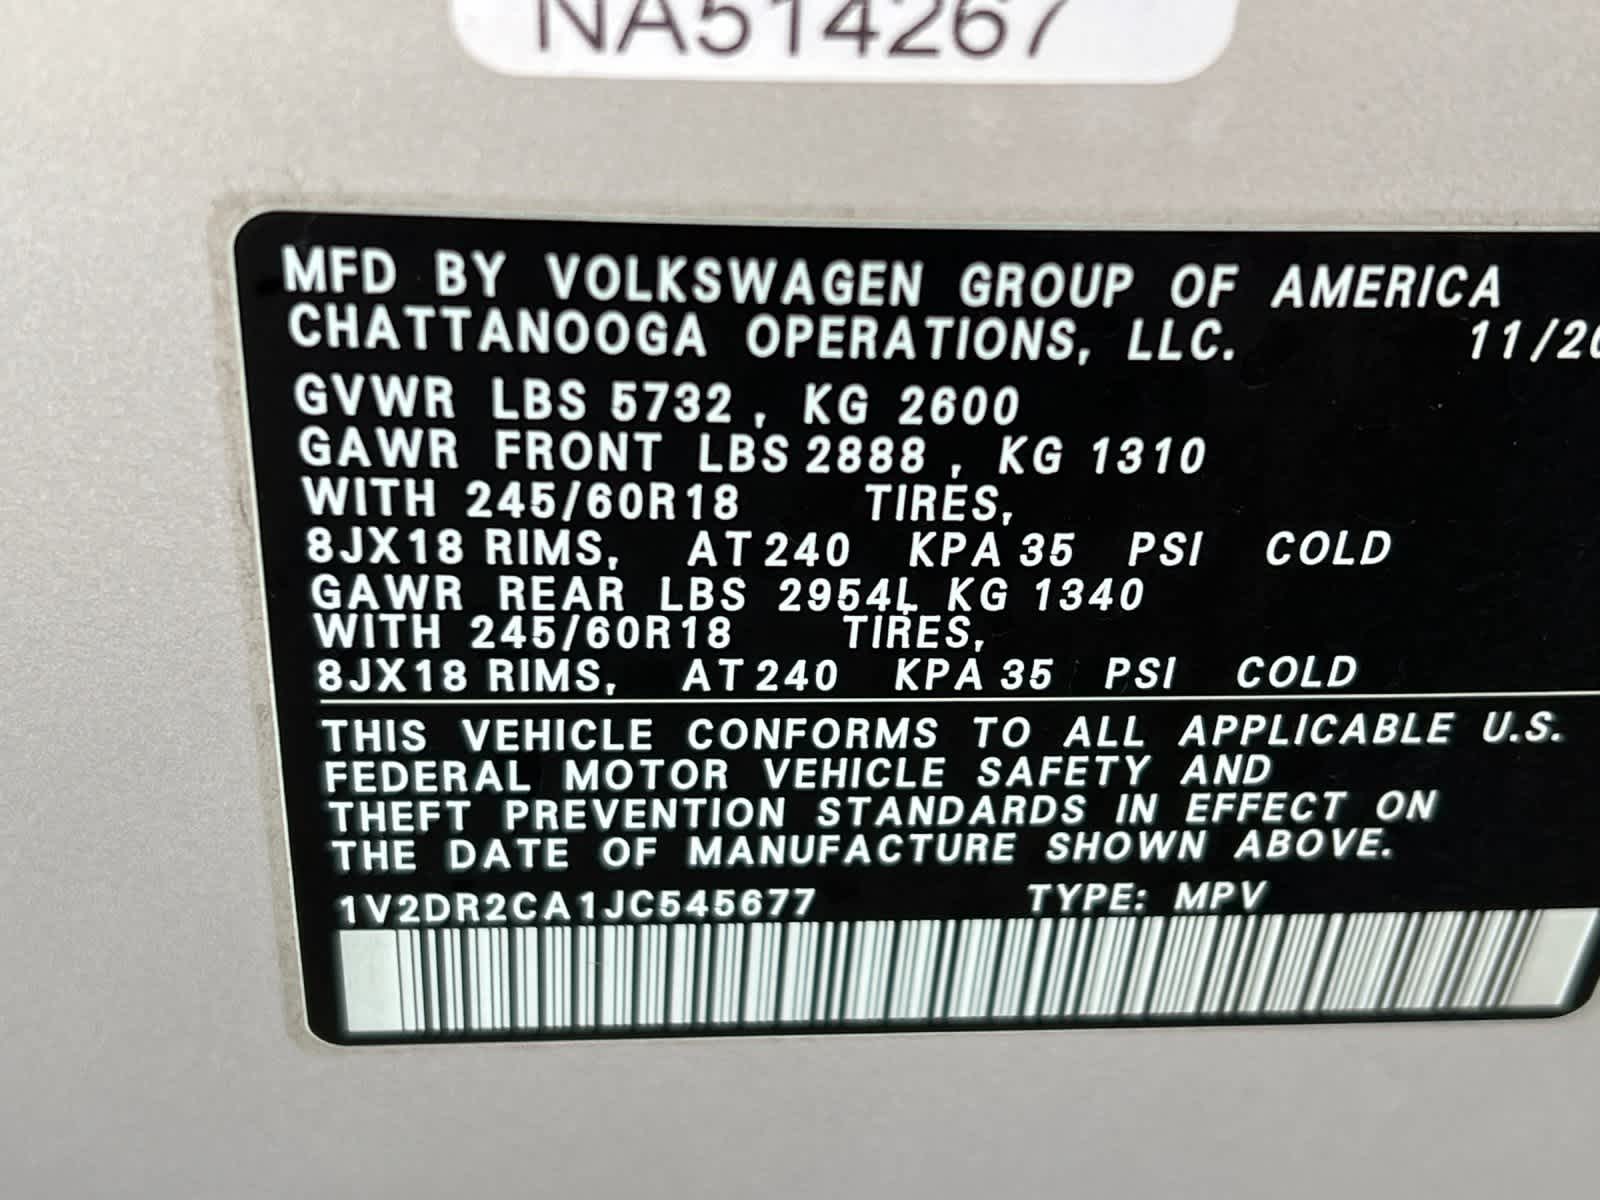 NA514267
MFD BY VOLKSWAGEN GROUP OF AMERICA
CHATTANOOGA OPERATIONS, LLC. 11/20
GVWR LBS 5732, KG 2600
GAWR FRONT LBS 2888, KG 1310
WITH 245/60R18 TIRES,
8JX18 RIMS, AT 240 KPA 35 PSI COLD
GAWR REAR LBS 2954L KG 1340
WITH 245/60R18 TIRES,
8JX18 RIMS, AT 240 KPA 35 PSI COLD
THIS VEHICLE CONFORMS TO ALL APPLICABLE U.S.
FEDERAL MOTOR VEHICLE SAFETY AND
THEFT PREVENTION STANDARDS IN EFFECT ON
THE DATE OF MANUFACTURE SHOWN ABOVE.
1V2DR2CA1JC545677 TYPE: MPV